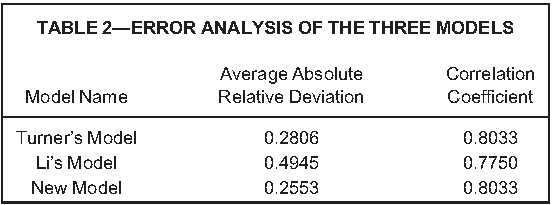 TABLE 2—ERROR ANALYSIS OF THE THREE MODELS
Average Absolute Correlation
Model Name Relative Deviation Coefficient
Turner's Model 0.2806 0.8033
Li's Model 0.4945 0.7750
New Model 0.2553 0.8033